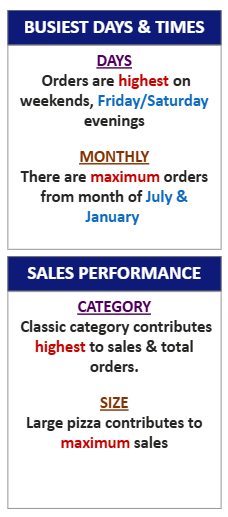 BUSIEST DAYS & TIMES
DAYS
Orders are highest on
weekends, Friday/Saturday
evenings
MONTHLY
There are maximum orders
from month of July &
January
SALES PERFORMANCE
CATEGORY
Classic category contributes
highest to sales & total
orders.
SIZE
Large pizza contributes to
maximum sales